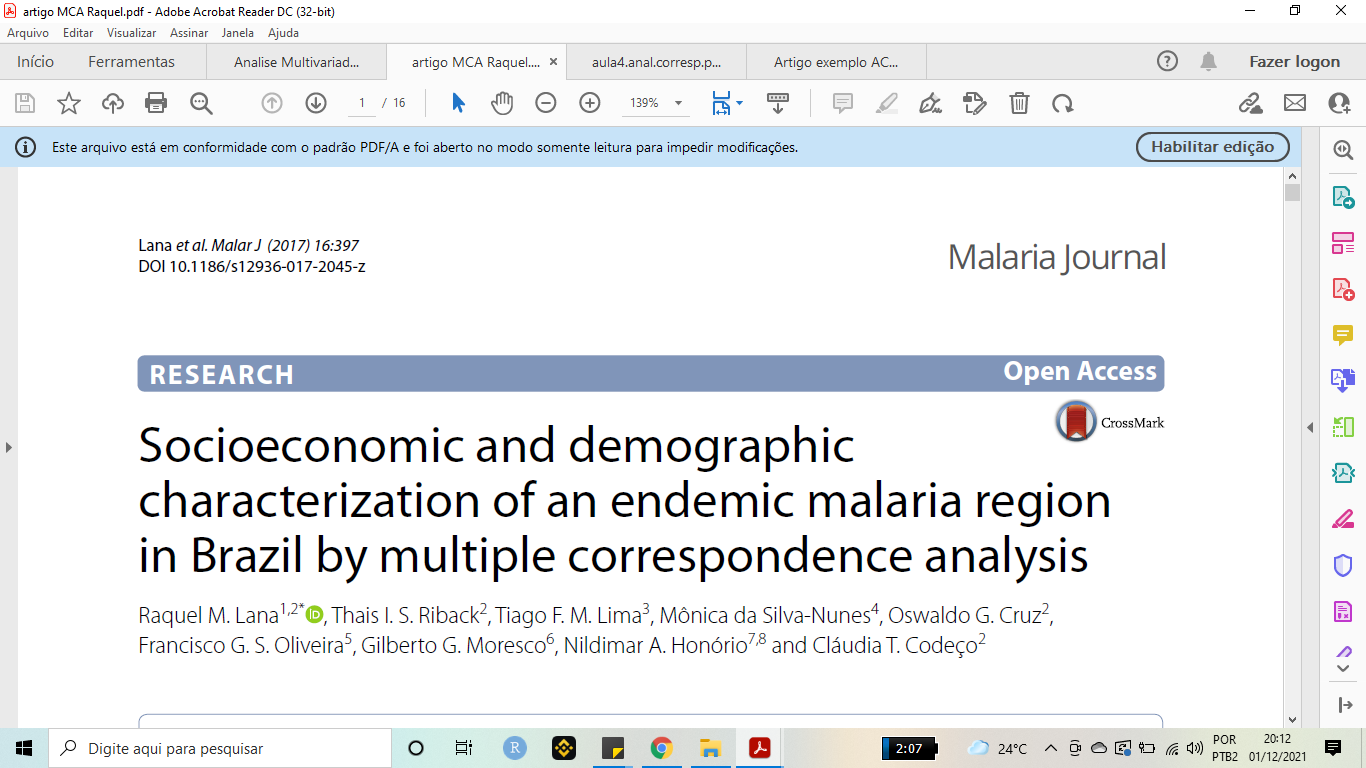 artigo MCA Raquel.pdf - Adobe Acrobat Reader DC (32-bit)
Arquivo Editar Visualizar Assinar Janela Ajuda
Início Ferramentas Analise Multivariad... artigo MCA Raquel.... × aula4.anal.corresp.p... Artigo exemplo AC... Fazer logon
1 / 16 139%
Este arquivo está em conformidade com o padrão PDF/A e foi aberto no modo somente leitura para impedir modificações. Habilitar edição
Lana et al. Malar J (2017) 16:397
DOI 10.1186/s12936-017-2045-z
Malaria Journal
RESEARCH Open Access
CrossMark
Socioeconomic and demographic
characterization of an endemic malaria region
in Brazil by multiple correspondence analysis
Raquel M. Lana1,2* iD, Thais I. S. Riback2, Tiago F. M. Lima3, Mônica da Silva-Nunes4, Oswaldo G. Cruz2,
Francisco G. S. Oliveira5, Gilberto G. Moresco6, Nildimar A. Honório7,8 and Cláudia T. Codeço2
Digite aqui para pesquisar R 2:07 24°C POR 20:12
PTB2 01/12/2021